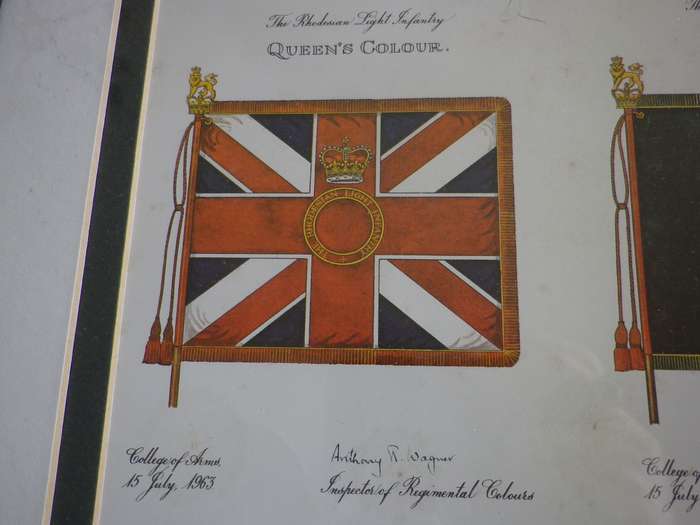 The Rhodesian Light Infantry
QUEEN'S COLOUR.
THE RHODESIAN LIGHT INFANTRY
College of Arms,
15 July, 1963
Anthony R. Wagner
Inspector of Regimental Colours
Th
College of
15 July